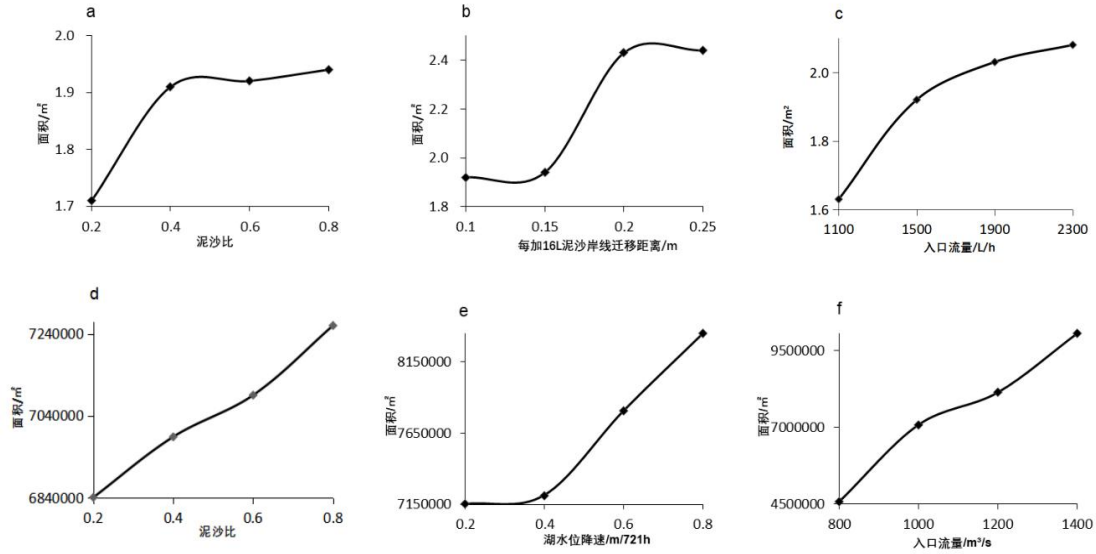 a
2.0
1.9
1.8
1.7
面积/㎡
0.2 0.4 0.6 0.8
泥沙比
b
2.4
2.2
2.0
1.8
面积/㎡
0.1 0.15 0.2 0.25
每加16L泥沙岸线迁移距离/m
c
2.0
1.8
1.6
面积/m²
1100 1500 1900 2300
入口流量/L/h
d
7240000
7040000
6840000
面积/㎡
0.2 0.4 0.6 0.8
泥沙比
e
8150000
7650000
7150000
面积/㎡
0.2 0.4 0.6 0.8
湖水位降速/m/721h
f
9500000
7000000
4500000
面积/㎡
800 1000 1200 1400
入口流量/m³/s